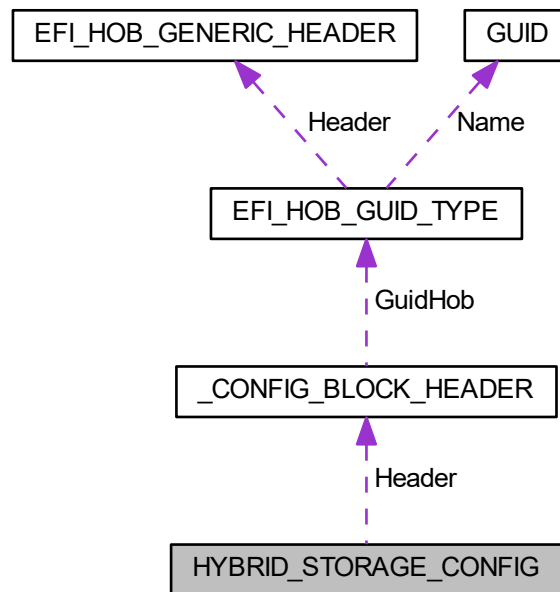 EFI_HOB_GENERIC_HEADER
GUID
Header
Name
EFI_HOB_GUID_TYPE
GuidHob
_CONFIG_BLOCK_HEADER
Header
HYBRID_STORAGE_CONFIG